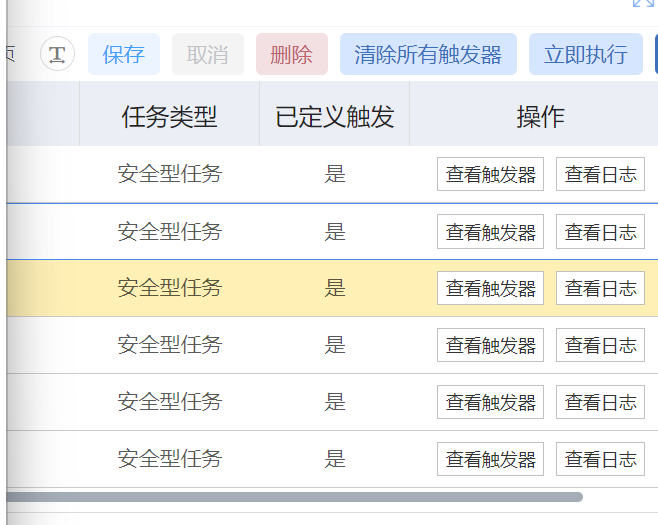 页 T 保存 取消 删除 清除所有触发器 立即执行
任务类型 已定义触发 操作
安全型任务 是 查看触发器 查看日志
安全型任务 是 查看触发器 查看日志
安全型任务 是 查看触发器 查看日志
安全型任务 是 查看触发器 查看日志
安全型任务 是 查看触发器 查看日志
安全型任务 是 查看触发器 查看日志